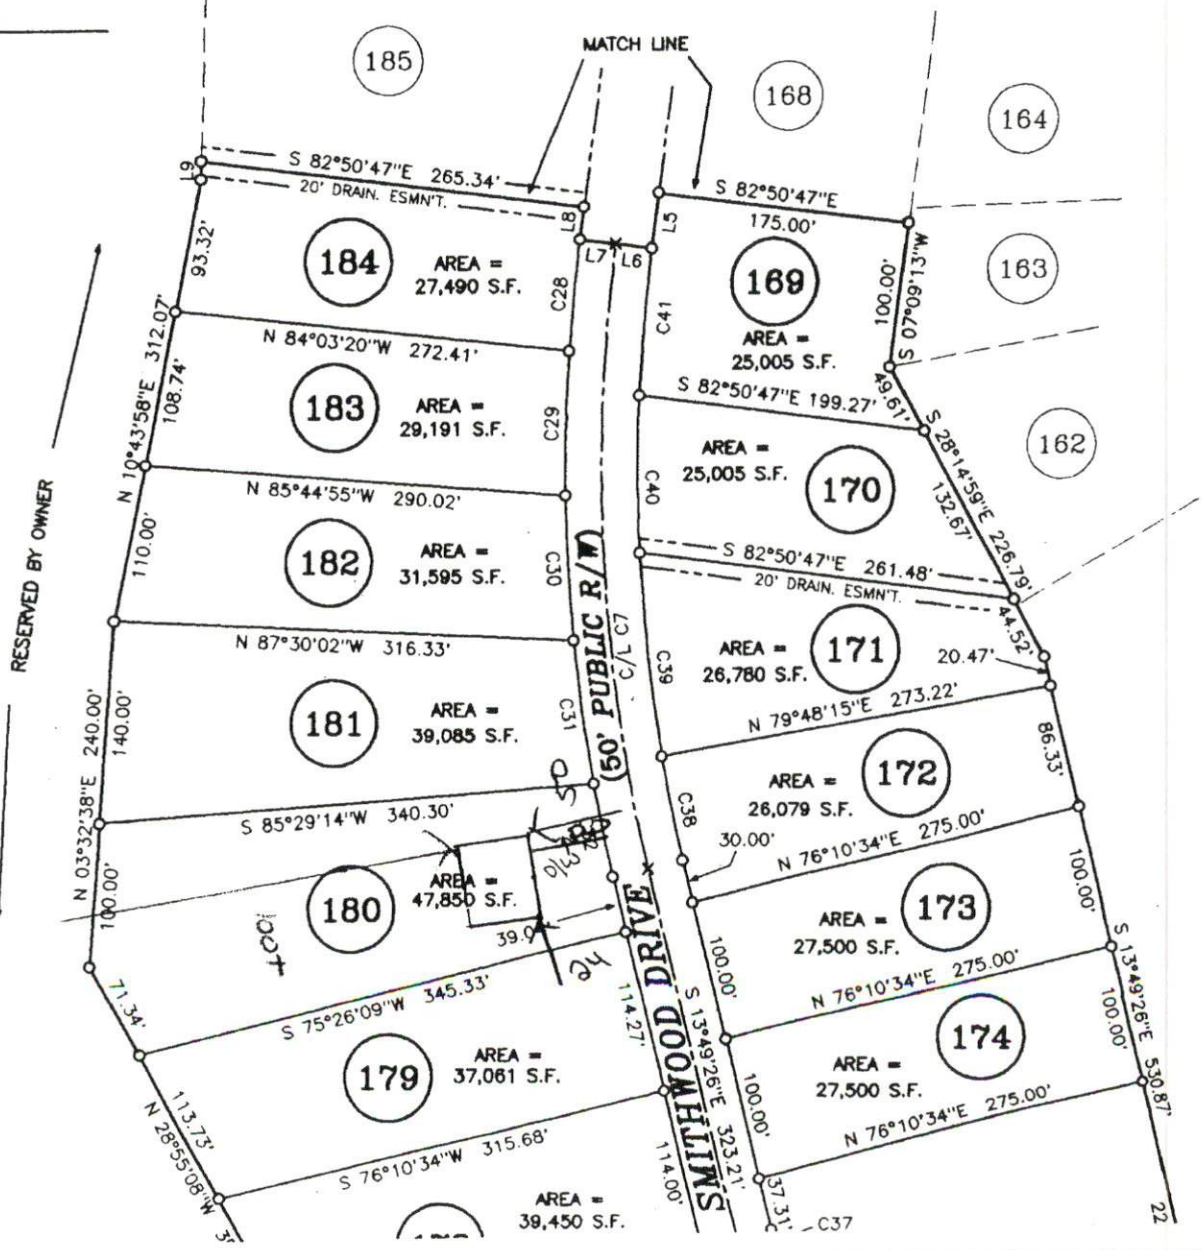 MATCH LINE
185
168
164
S 82°50'47"E 265.34'
20' DRAIN. ESMN'T.
L9
L8
L5
L7
L6
S 82°50'47"E
175.00'
93.32'
184
AREA =
27,490 S.F.
C28
C41
169
AREA =
25,005 S.F.
100.00'
S 07°09'13"W
163
N 84°03'20"W 272.41'
N 10°43'58"E 312.07'
108.74'
183
AREA =
29,191 S.F.
C29
S 82°50'47"E 199.27'
49.61'
S 28°14'59"E 226.79'
132.67'
162
AREA =
25,005 S.F.
170
C40
N 85°44'55"W 290.02'
110.00'
182
AREA =
31,595 S.F.
C30
S 82°50'47"E 261.48'
20' DRAIN. ESMN'T.
44.52'
RESERVED BY OWNER
N 87°30'02"W 316.33'
(50' PUBLIC R/W)
C/L C7
C39
AREA =
26,780 S.F.
171
20.47'
N 79°48'15"E 273.22'
N 03°32'38"E 240.00'
140.00'
181
AREA =
39,085 S.F.
C31
AREA =
26,079 S.F.
172
86.33'
C38
S 85°29'14"W 340.30'
30.00'
N 76°10'34"E 275.00'
100.00'
180
AREA =
47,850 S.F.
39.9
24
AREA =
27,500 S.F.
173
100.00'
100.00'
S 13°49'26"E 530.87'
71.34'
S 75°26'09"W 345.33'
N 76°10'34"E 275.00'
SMITHWOOD DRIVE
S 13°49'26"E 323.21'
114.27'
179
AREA =
37,061 S.F.
AREA =
27,500 S.F.
174
100.00'
100.00'
113.73'
N 28°55'08"W
S 76°10'34"W 315.68'
N 76°10'34"E 275.00'
114.00'
37.31'
C37
AREA =
39,450 S.F.
22